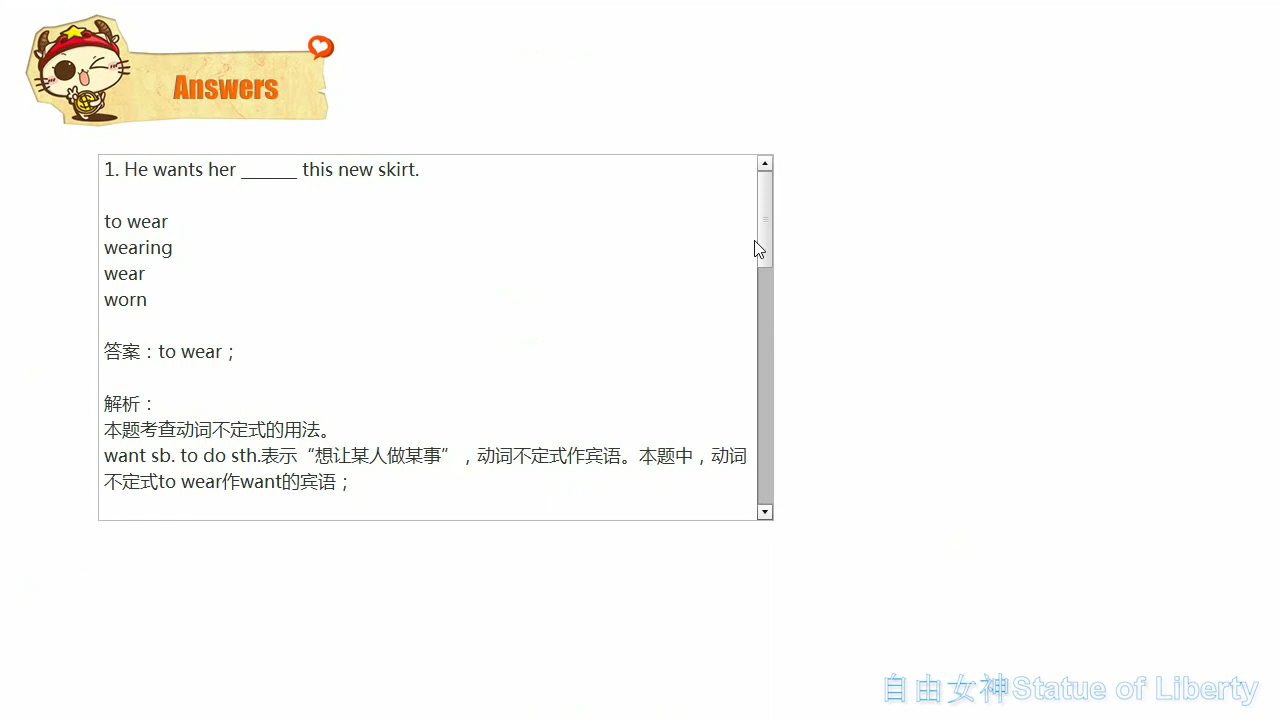 Answers
1. He wants her ______ this new skirt.
to wear
wearing
wear
worn
答案：to wear；
解析：
本题考查动词不定式的用法。
want sb. to do sth.表示“想让某人做某事”，动词不定式作宾语。本题中，动词
不定式to wear作want的宾语；
自由女神Statue of Liberty